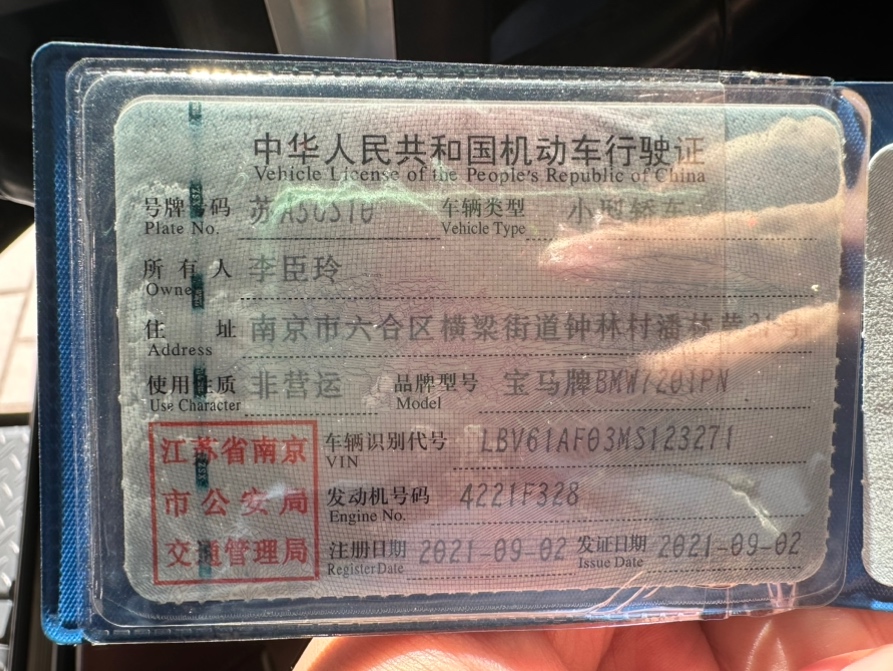 中华人民共和国机动车行驶证
Vehicle License of the People's Republic of China
号牌号码 苏 车辆类型 小型轿车
Plate No. Vehicle Type
所有人 李臣玲
Owner
住址 南京市六合区横梁街道钟林村潘
Address
使用性质 非营运 品牌型号 宝马牌BMW7201PN
Use Character Model
江苏省南京
市公安局
交通管理局
车辆识别代号 LBV61AF03MS123271
VIN
发动机号码 4221F328
Engine No.
注册日期 2021-09-02 发证日期 2021-09-02
Register Date Issue Date